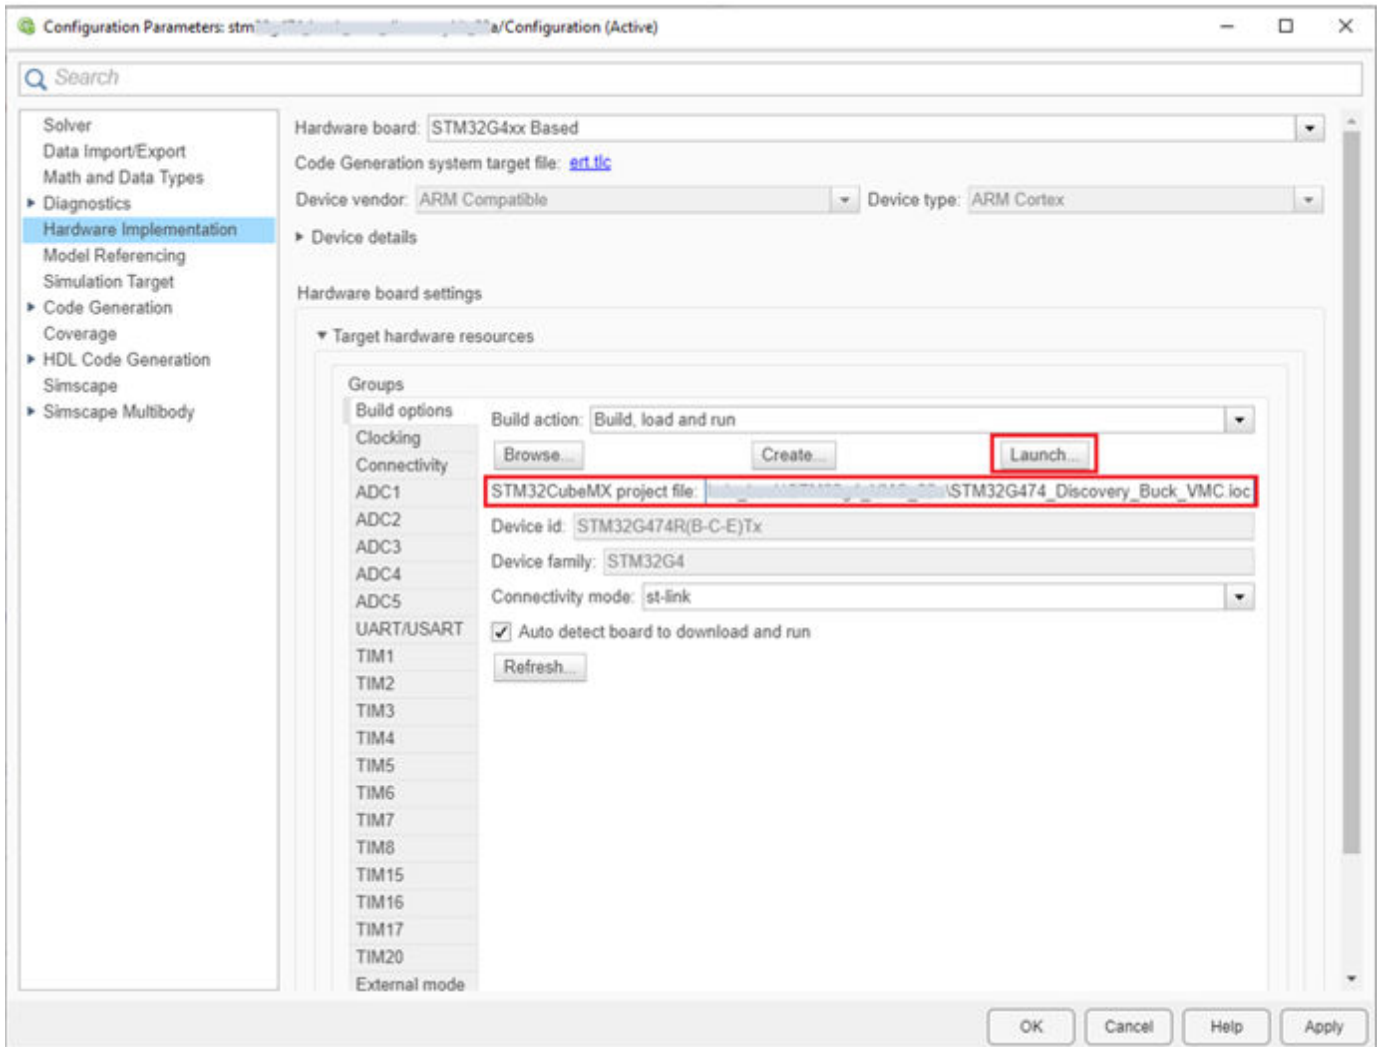 Configuration Parameters: stm a/Configuration (Active)
Search
Solver
Data Import/Export
Math and Data Types
Diagnostics
Hardware Implementation
Model Referencing
Simulation Target
Code Generation
Coverage
HDL Code Generation
Simscape
Simscape Multibody
Hardware board: STM32G4xx Based
Code Generation system target file: ert.tlc
Device vendor: ARM Compatible Device type: ARM Cortex
Device details
Hardware board settings
Target hardware resources
Groups
Build options
Clocking
Connectivity
ADC1
ADC2
ADC3
ADC4
ADC5
UART/USART
TIM1
TIM2
TIM3
TIM4
TIM5
TIM6
TIM7
TIM8
TIM15
TIM16
TIM17
TIM20
External mode
Build action: Build, load and run
Browse... Create... Launch...
STM32CubeMX project file: \STM32G474_Discovery_Buck_VMC.ioc
Device id: STM32G474R(B-C-E)Tx
Device family: STM32G4
Connectivity mode: st-link
Auto detect board to download and run
Refresh...
OK Cancel Help Apply